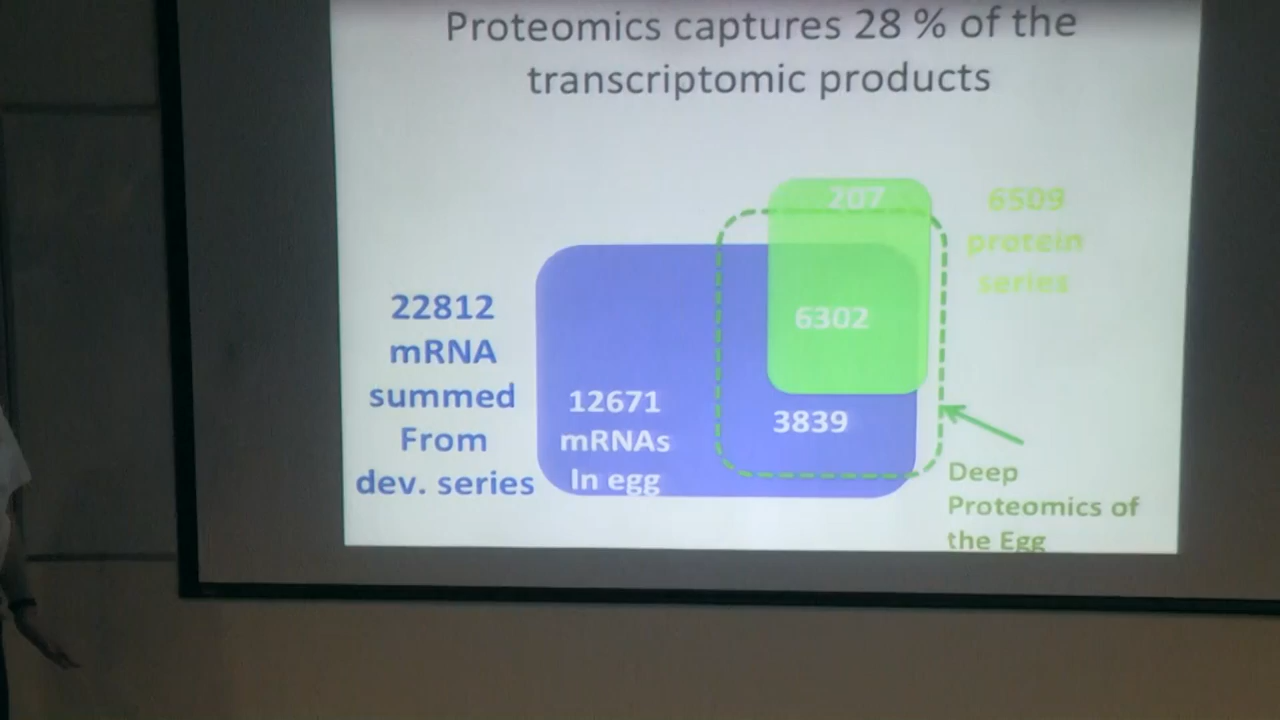 Proteomics captures 28 % of the
transcriptomic products
207
6509
protein
series
22812
mRNA
summed
From
dev. series
6302
12671
mRNAs
In egg
3839
Deep
Proteomics of
the Egg